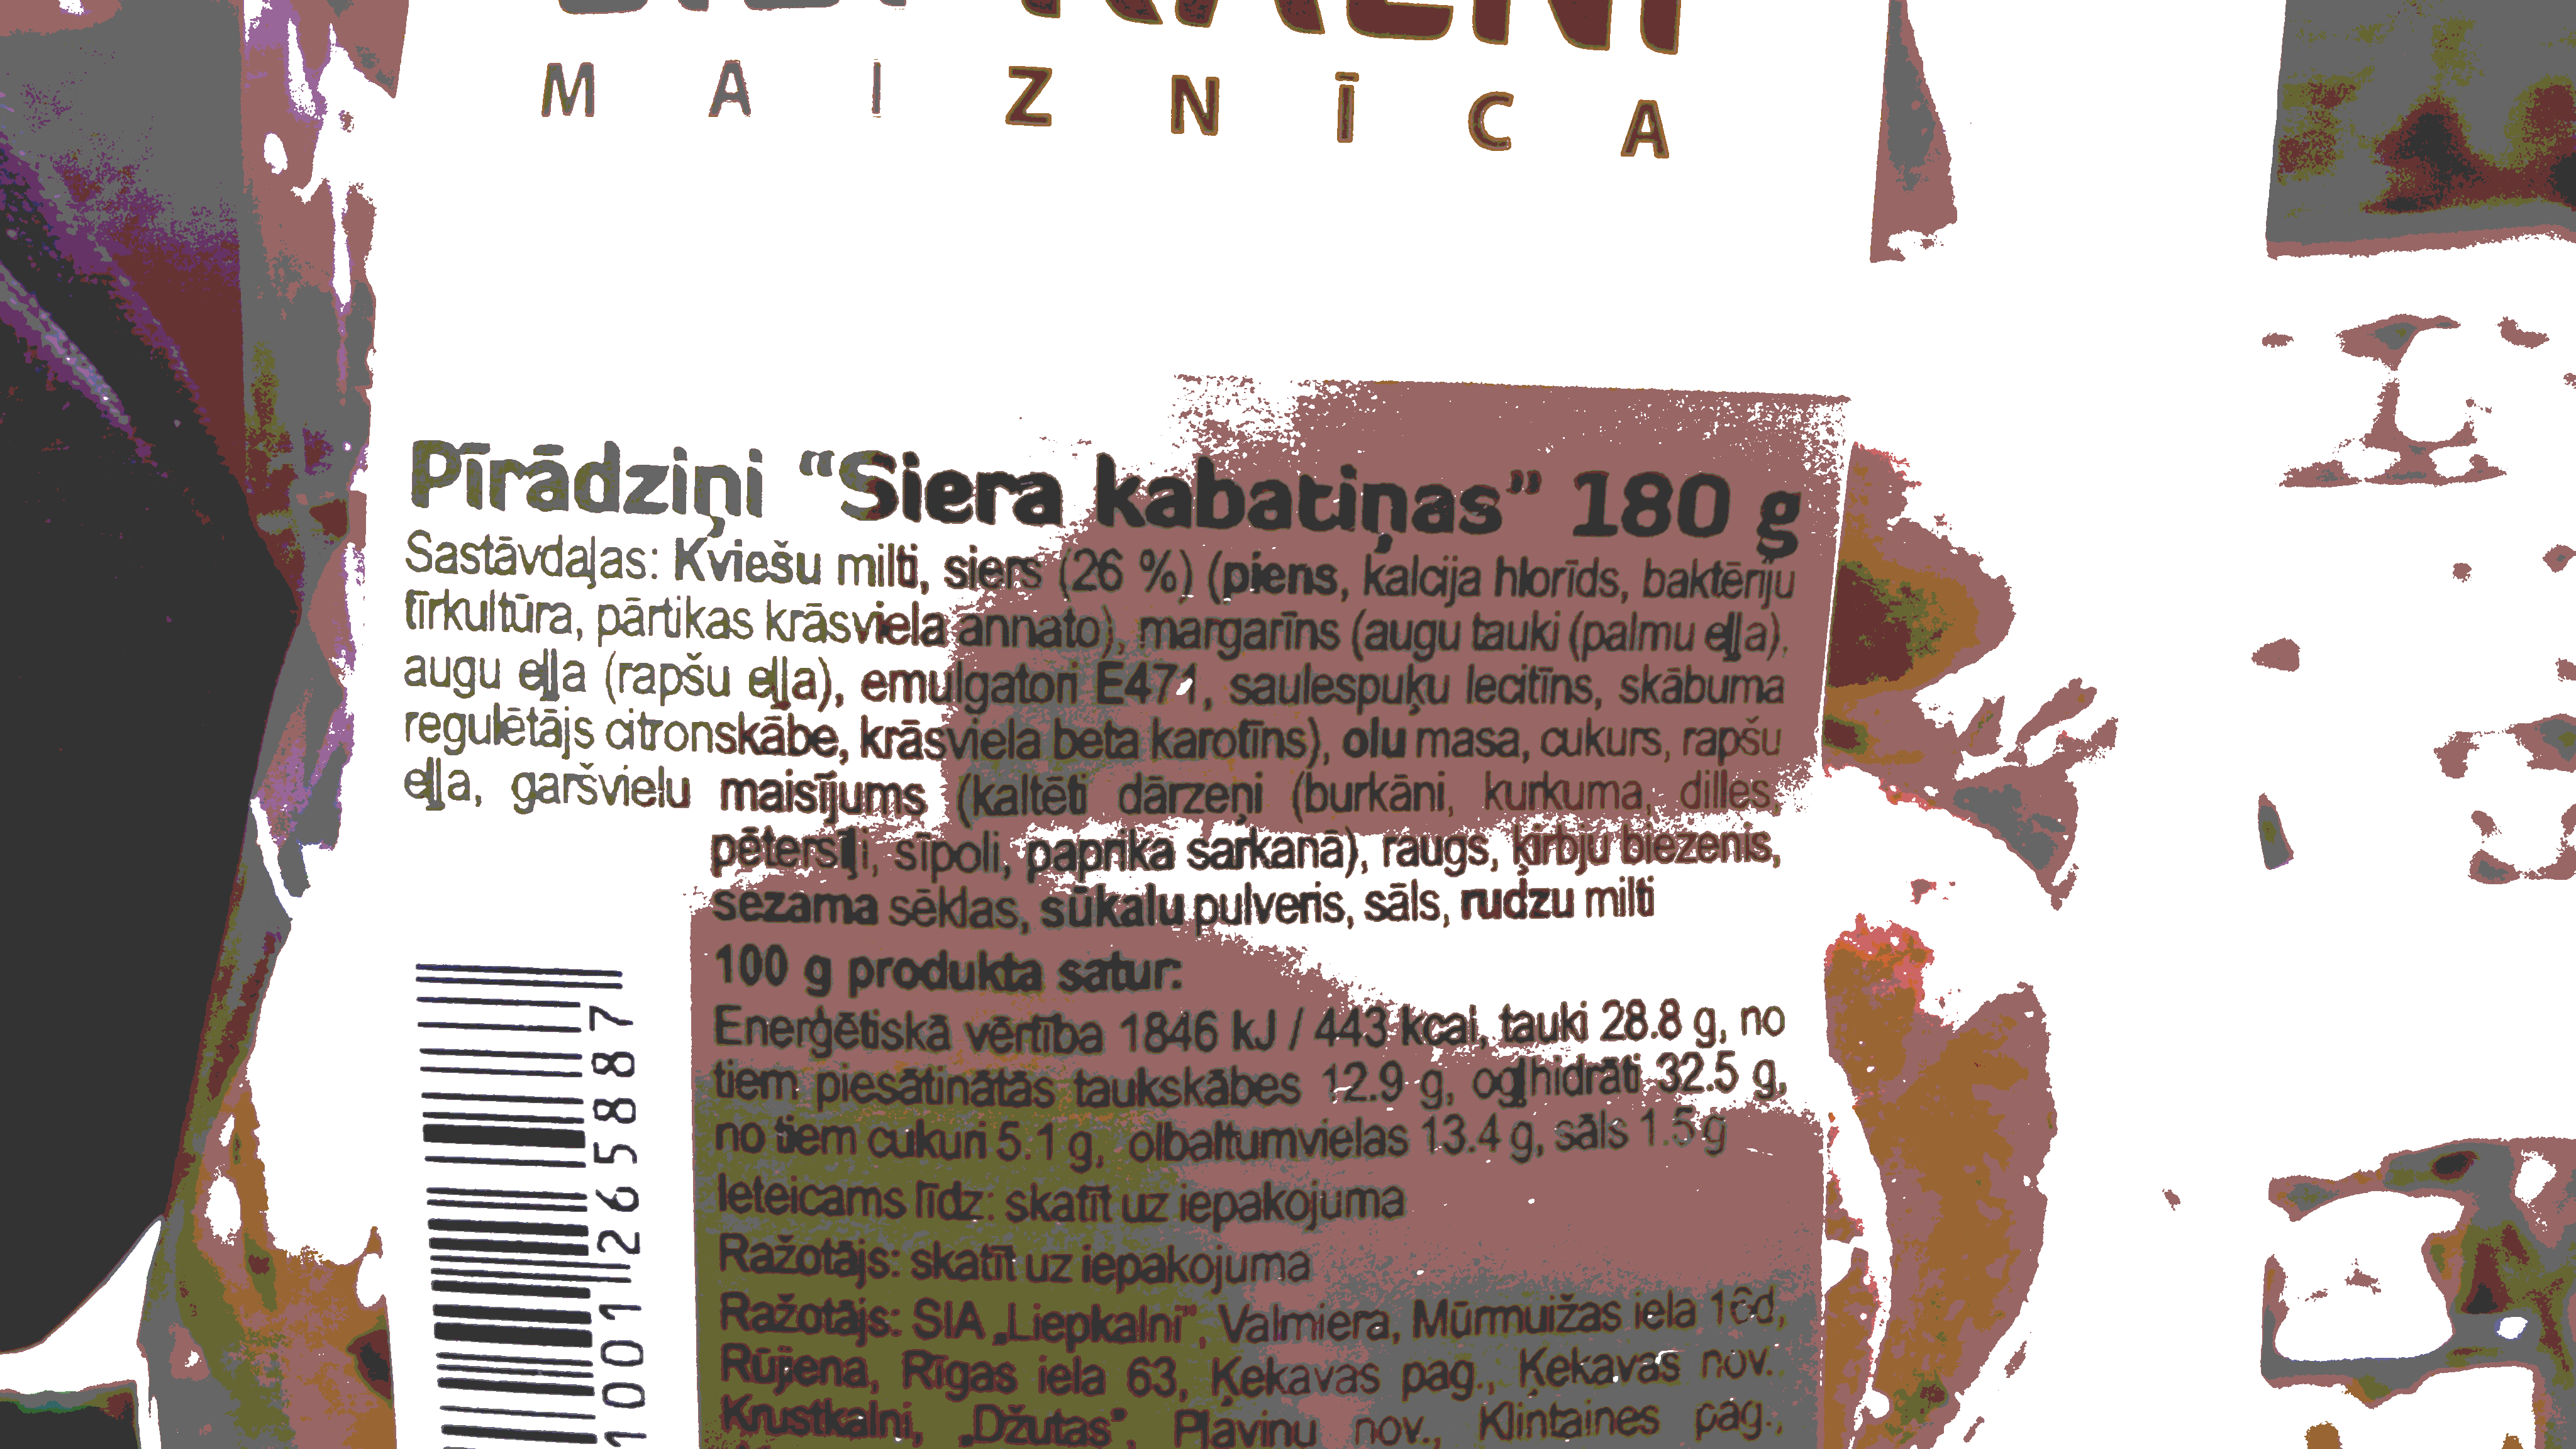 MAIZNĪCA
Pīrādziņi “Siera kabatiņas” 180 g
Sastāvdaļas: Kviešu milti, siers (26 %) (piens, kalcija hlorīds, baktēriju
tīrkultūra, pārtikas krāsviela annato), margarīns (augu tauki (palmu eļļa),
augu eļļa (rapšu eļļa), emulgatori E471, saulespuķu lecitīns, skābuma
regulētājs citronskābe, krāsviela beta karotīns), olu masa, cukurs, rapšu
eļļa, garšvielu maisījums (kaltēti dārzeņi (burkāni, kurkuma, dilles,
pētersīļi, sīpoli, paprika sarkanā), raugs, ķirbju biezenis,
sezama sēklas, sūkalu pulveris, sāls, rudzu milti
100 g produkta satur:
Enerģētiskā vērtība 1846 kJ / 443 kcal, tauki 28.8 g, no
tiem piesātinātās taukskābes 12.9 g, ogļhidrāti 32.5 g,
no tiem cukuri 5.1 g, olbaltumvielas 13.4 g, sāls 1.5 g
Ieteicams līdz: skatīt uz iepakojuma
Ražotājs: skatīt uz iepakojuma
Ražotājs: SIA „Liepkalni”, Valmiera, Mūrmuižas iela 16d,
Rūjiena, Rīgas iela 63, Ķekavas pag., Ķekavas nov.
Krustkalni, „Džutas”, Pļaviņu nov., Klintaines pag.,
1001265887